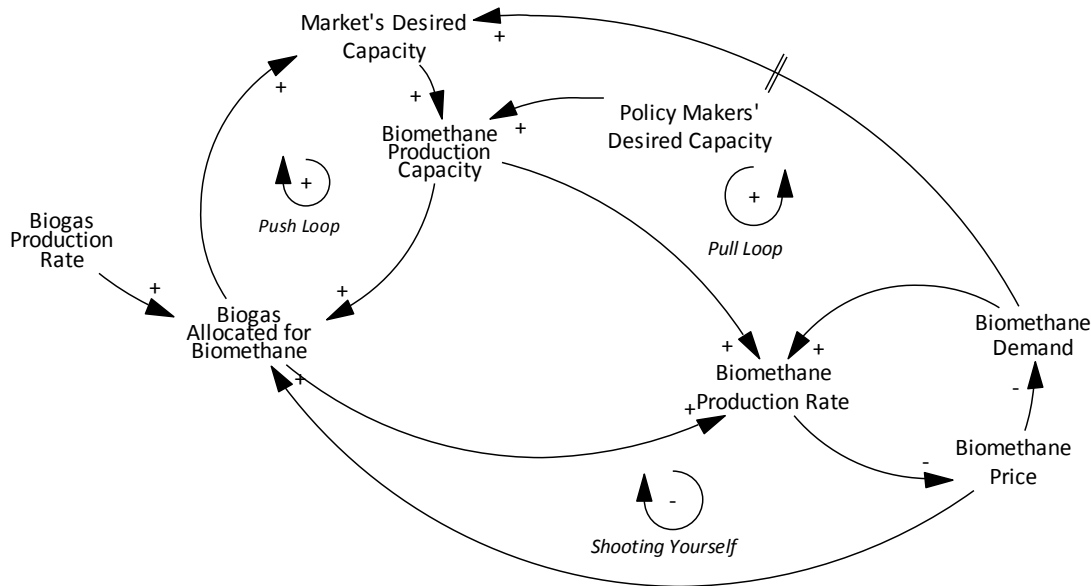 Market's Desired
Capacity
+
+
+
Policy Makers'
Desired Capacity
+
Biomethane
Production
Capacity
+
Push Loop
+
Pull Loop
Biogas
Production
Rate
+
+
Biogas
Allocated for
Biomethane
+
+
+
Biomethane
Demand
Biomethane
Production Rate
+
+
-
Biomethane
Price
-
-
Shooting Yourself